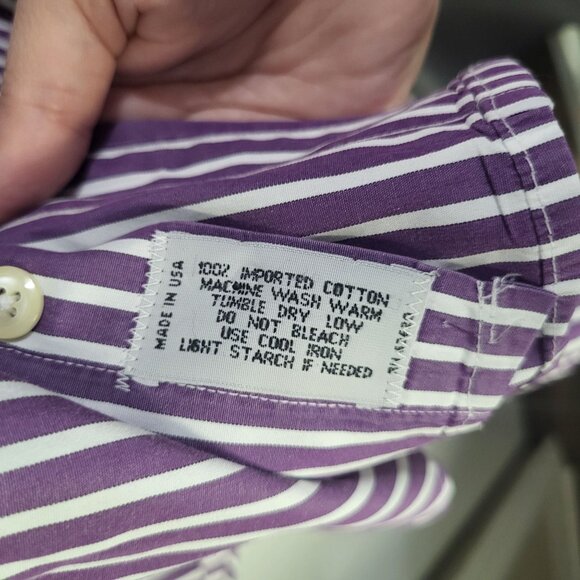 MADE IN USA
100% IMPORTED COTTON
MACHINE WASH WARM
TUMBLE DRY LOW
DO NOT BLEACH
USE COOL IRON
LIGHT STARCH IF NEEDED